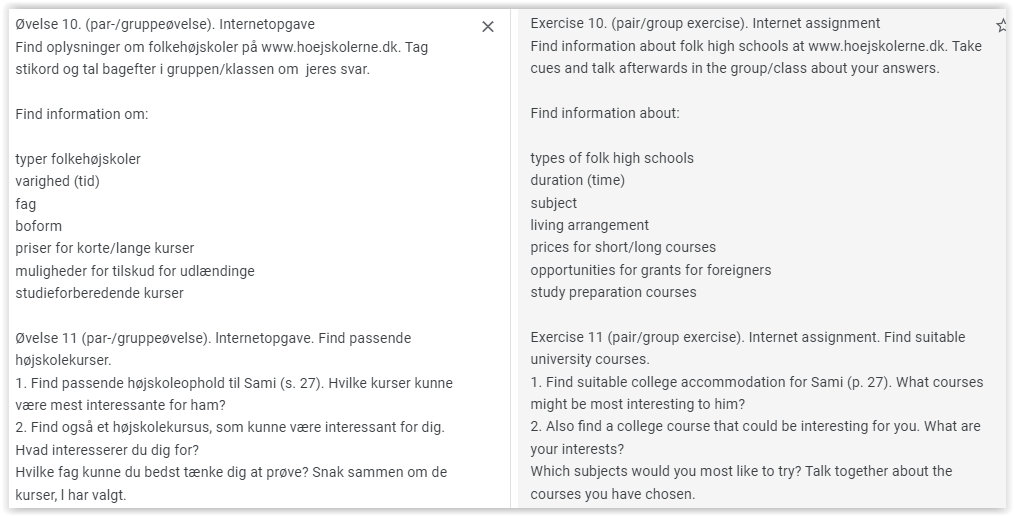 Øvelse 10. (par-/gruppeøvelse). Internetopgave
Find oplysninger om folkehøjskoler på www.hoejskolerne.dk. Tag
stikord og tal bagefter i gruppen/klassen om  jeres svar.
Find information om:
typer folkehøjskoler
varighed (tid)
fag
boform
priser for korte/lange kurser
muligheder for tilskud for udlændinge
studieforberedende kurser
Øvelse 11 (par-/gruppeøvelse). lnternetopgave. Find passende
højskolekurser.
1. Find passende højskoleophold til Sami (s. 27). Hvilke kurser kunne
være mest interessante for ham?
2. Find også et højskolekursus, som kunne være interessant for dig.
Hvad interesserer du dig for?
Hvilke fag kunne du bedst tænke dig at prøve? Snak sammen om de
kurser, l har valgt.
Exercise 10. (pair/group exercise). Internet assignment
Find information about folk high schools at www.hoejskolerne.dk. Take
cues and talk afterwards in the group/class about your answers.
Find information about:
types of folk high schools
duration (time)
subject
living arrangement
prices for short/long courses
opportunities for grants for foreigners
study preparation courses
Exercise 11 (pair/group exercise). Internet assignment. Find suitable
university courses.
1. Find suitable college accommodation for Sami (p. 27). What courses
might be most interesting to him?
2. Also find a college course that could be interesting for you. What are
your interests?
Which subjects would you most like to try? Talk together about the
courses you have chosen.